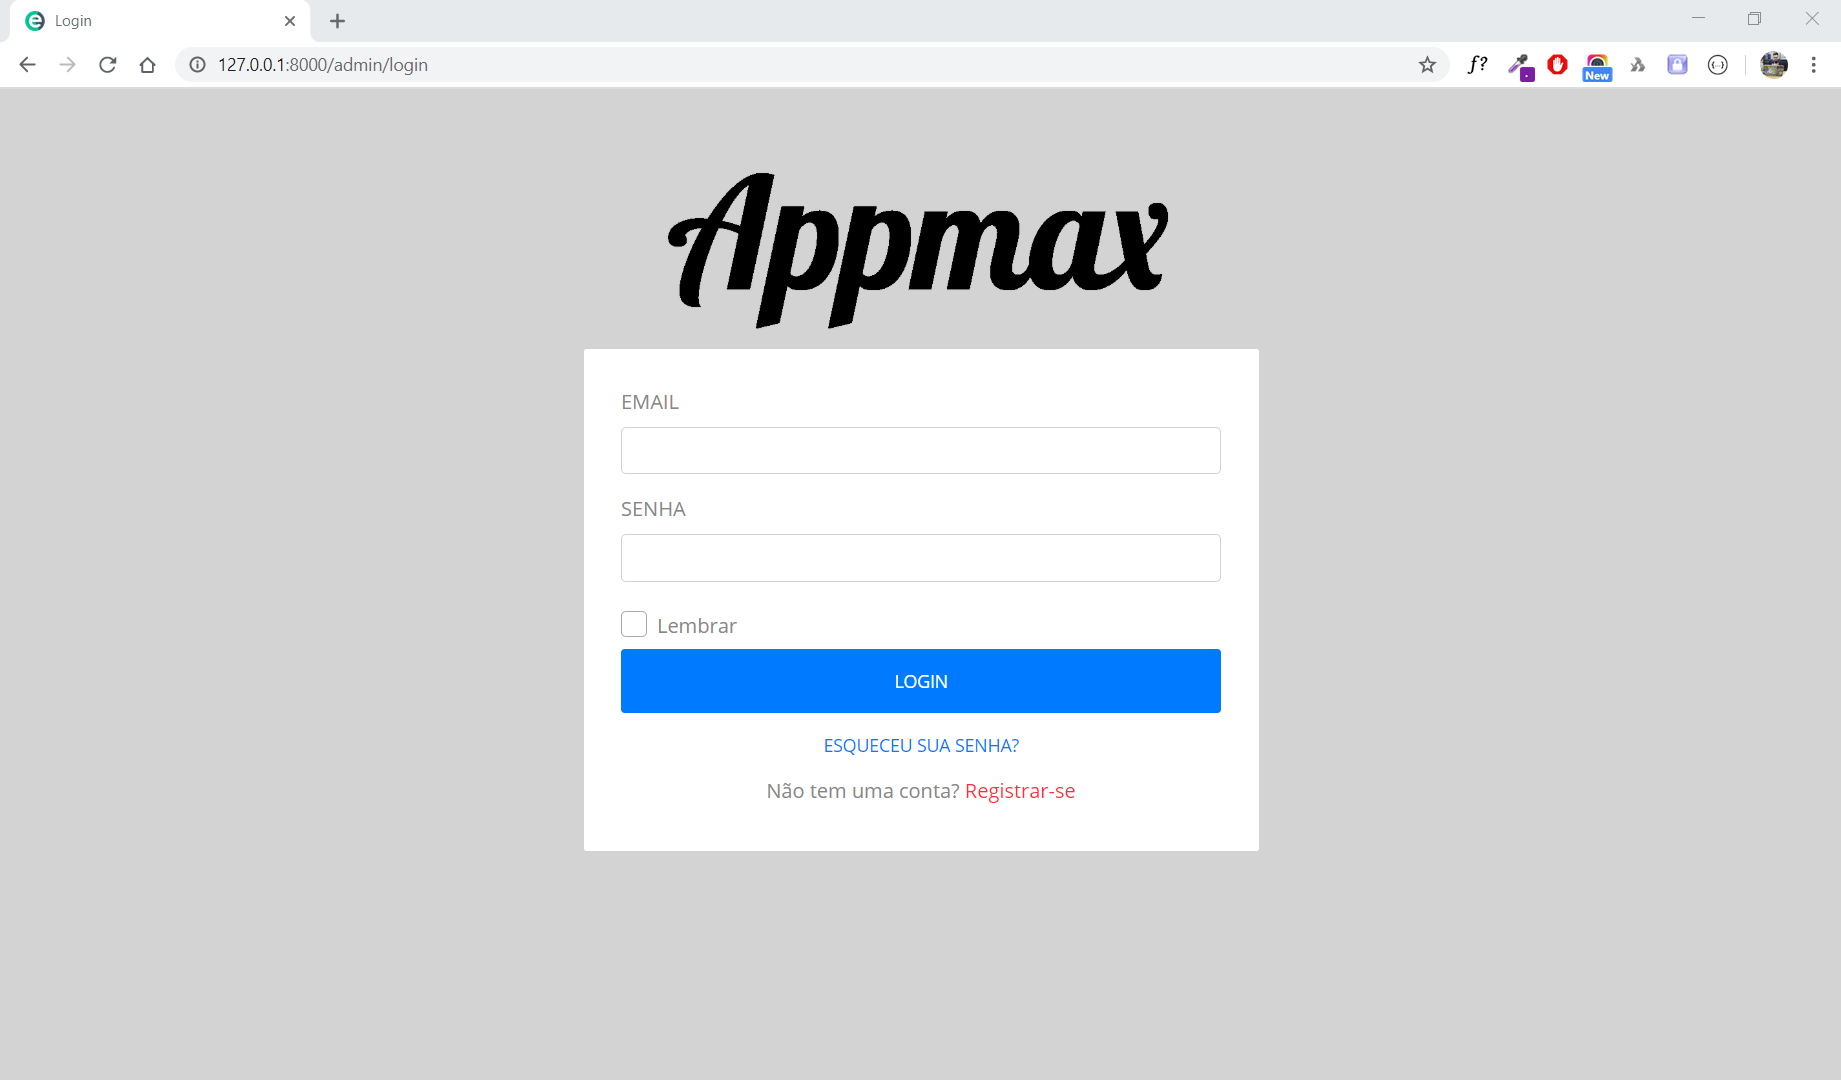 Login
127.0.0.1:8000/admin/login
f?
New
Appmax
EMAIL
SENHA
Lembrar
LOGIN
ESQUECEU SUA SENHA?
Não tem uma conta? Registrar-se